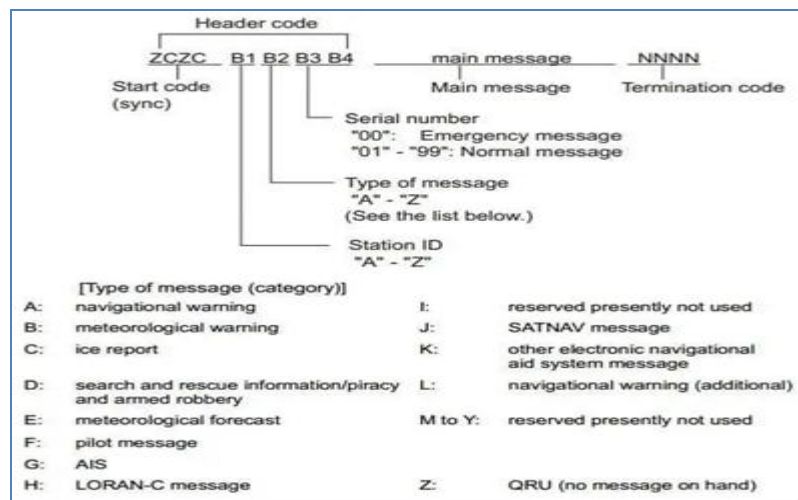 Header code
ZCZC B1 B2 B3 B4 main message NNNN
Start code Main message Termination code
(sync)
Serial number
"00": Emergency message
"01" - "99": Normal message
Type of message
"A" - "Z"
(See the list below.)
Station ID
"A" - "Z"
[Type of message (category)]
A: navigational warning I: reserved presently not used
B: meteorological warning J: SATNAV message
C: ice report K: other electronic navigational
aid system message
D: search and rescue information/piracy L: navigational warning (additional)
and armed robbery
E: meteorological forecast M to Y: reserved presently not used
F: pilot message
G: AIS
H: LORAN-C message Z: QRU (no message on hand)